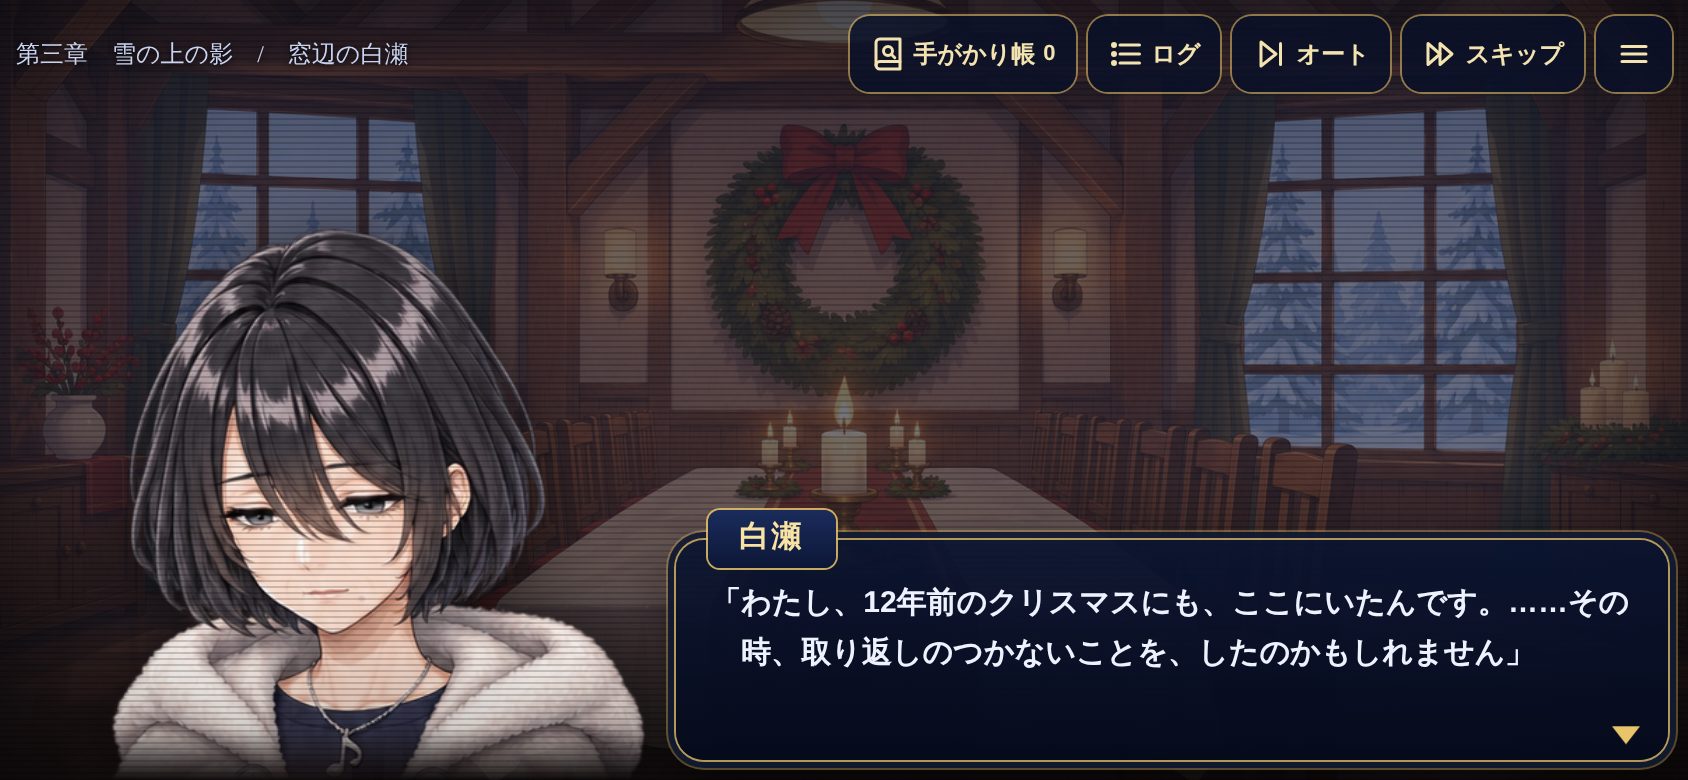 第三章　雪の上の影　/　窓辺の白瀬
手がかり帳 0
ログ
オート
スキップ
白瀬
「わたし、12年前のクリスマスにも、ここにいたんです。……その
時、取り返しのつかないことを、したのかもしれません」